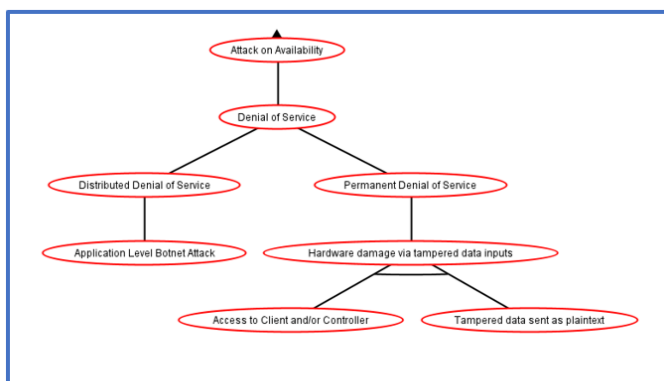 Attack on Availability
Denial of Service
Distributed Denial of Service
Permanent Denial of Service
Application Level Botnet Attack
Hardware damage via tampered data inputs
Access to Client and/or Controller
Tampered data sent as plaintext